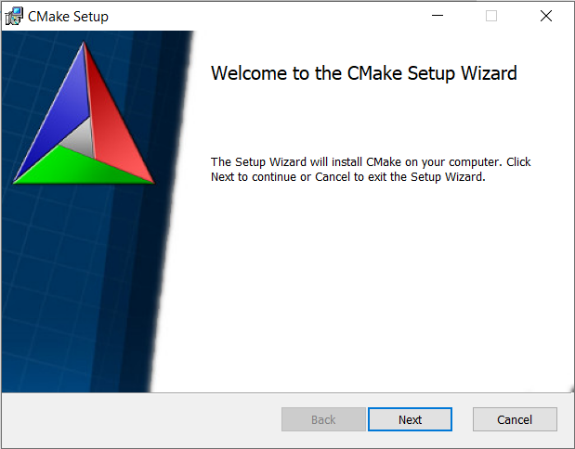 CMake Setup
Welcome to the CMake Setup Wizard
The Setup Wizard will install CMake on your computer. Click
Next to continue or Cancel to exit the Setup Wizard.
Back
Next
Cancel